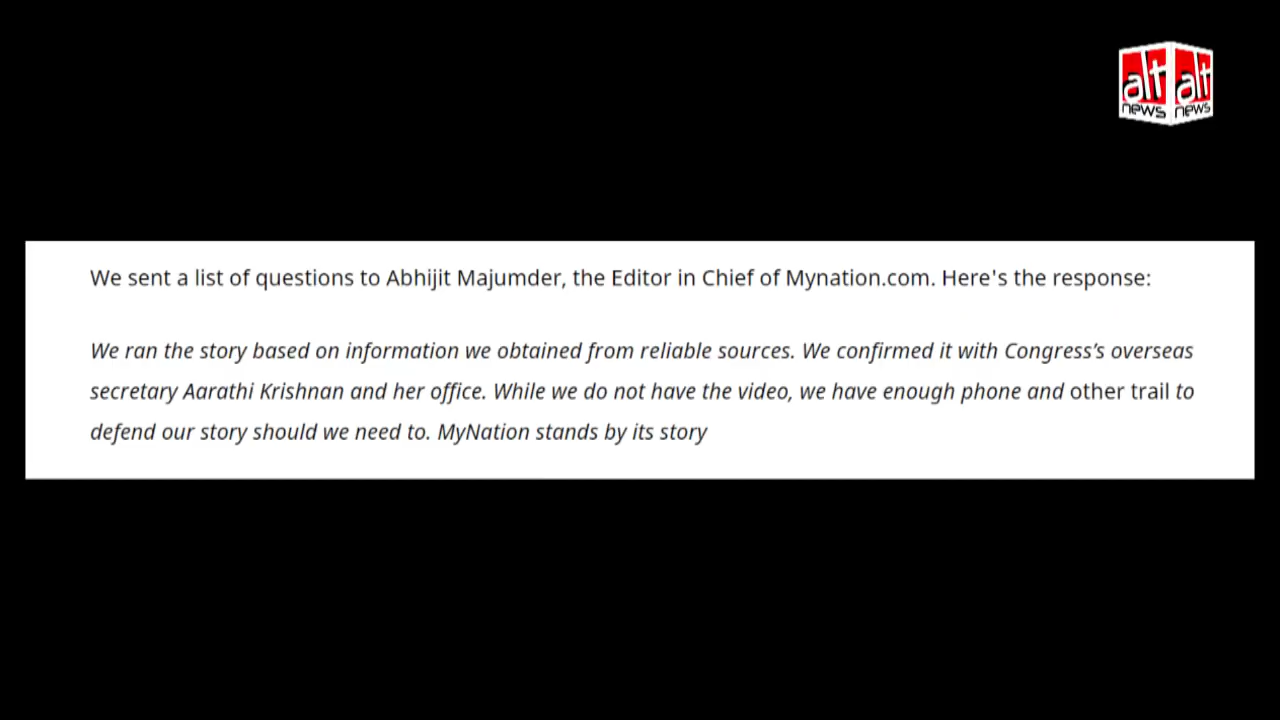 alt alt
news news
We sent a list of questions to Abhijit Majumder, the Editor in Chief of Mynation.com. Here's the response:
We ran the story based on information we obtained from reliable sources. We confirmed it with Congress’s overseas
secretary Aarathi Krishnan and her office. While we do not have the video, we have enough phone and other trail to
defend our story should we need to. MyNation stands by its story